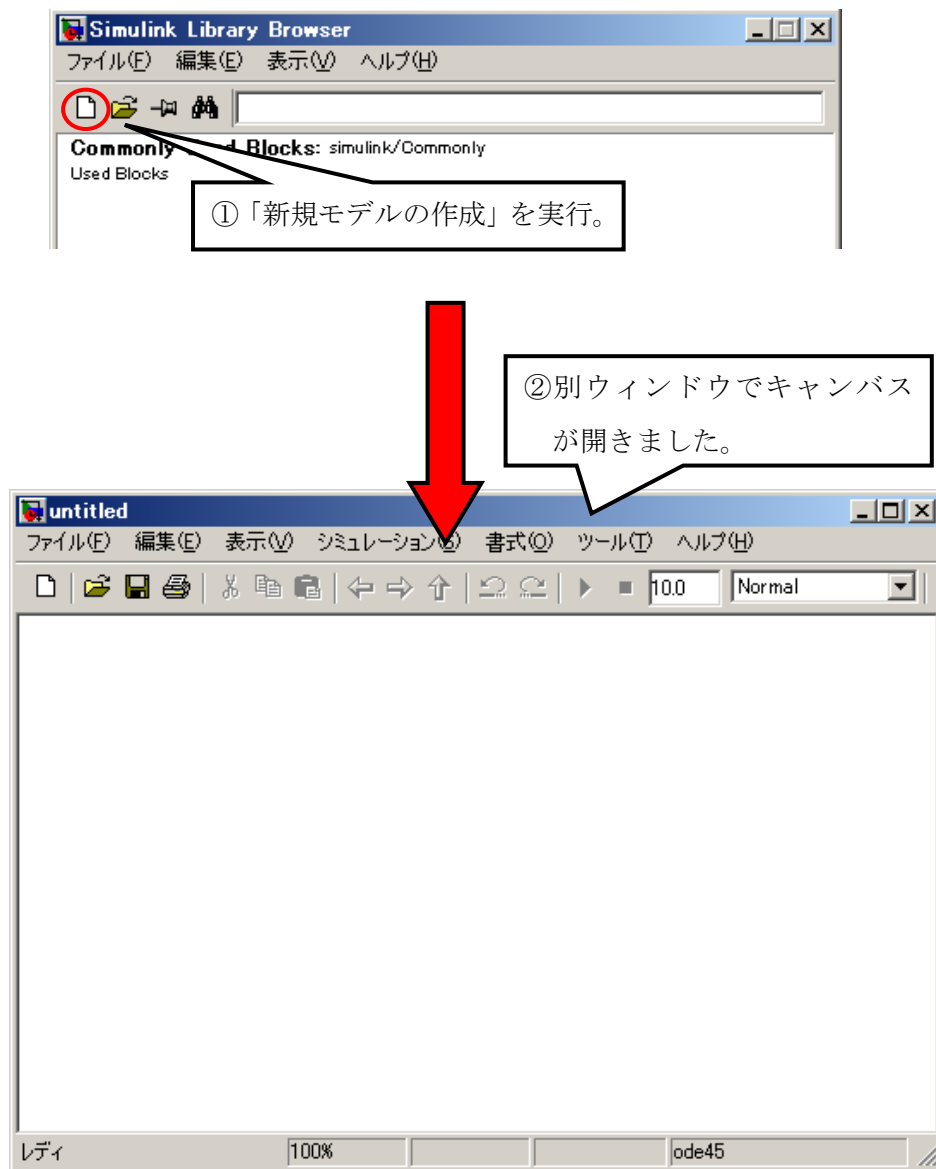 Simulink Library Browser
ファイル(F) 編集(E) 表示(V) ヘルプ(H)
Commonly Used Blocks: simulink/Commonly
Used Blocks
①「新規モデルの作成」を実行。
②別ウィンドウでキャンバス
が開きました。
untitled
ファイル(F) 編集(E) 表示(V) シミュレーション(S) 書式(O) ツール(T) ヘルプ(H)
10.0 Normal
レディ 100% ode45